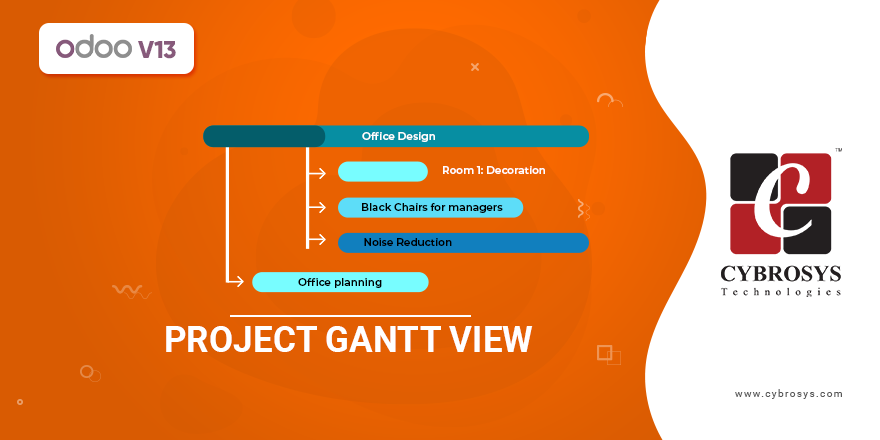 odoo V13
Office Design
Room 1: Decoration
Black Chairs for managers
Noise Reduction
Office planning
PROJECT GANTT VIEW
C
TM
CYBROSYS
Technologies
www.cybrosys.com